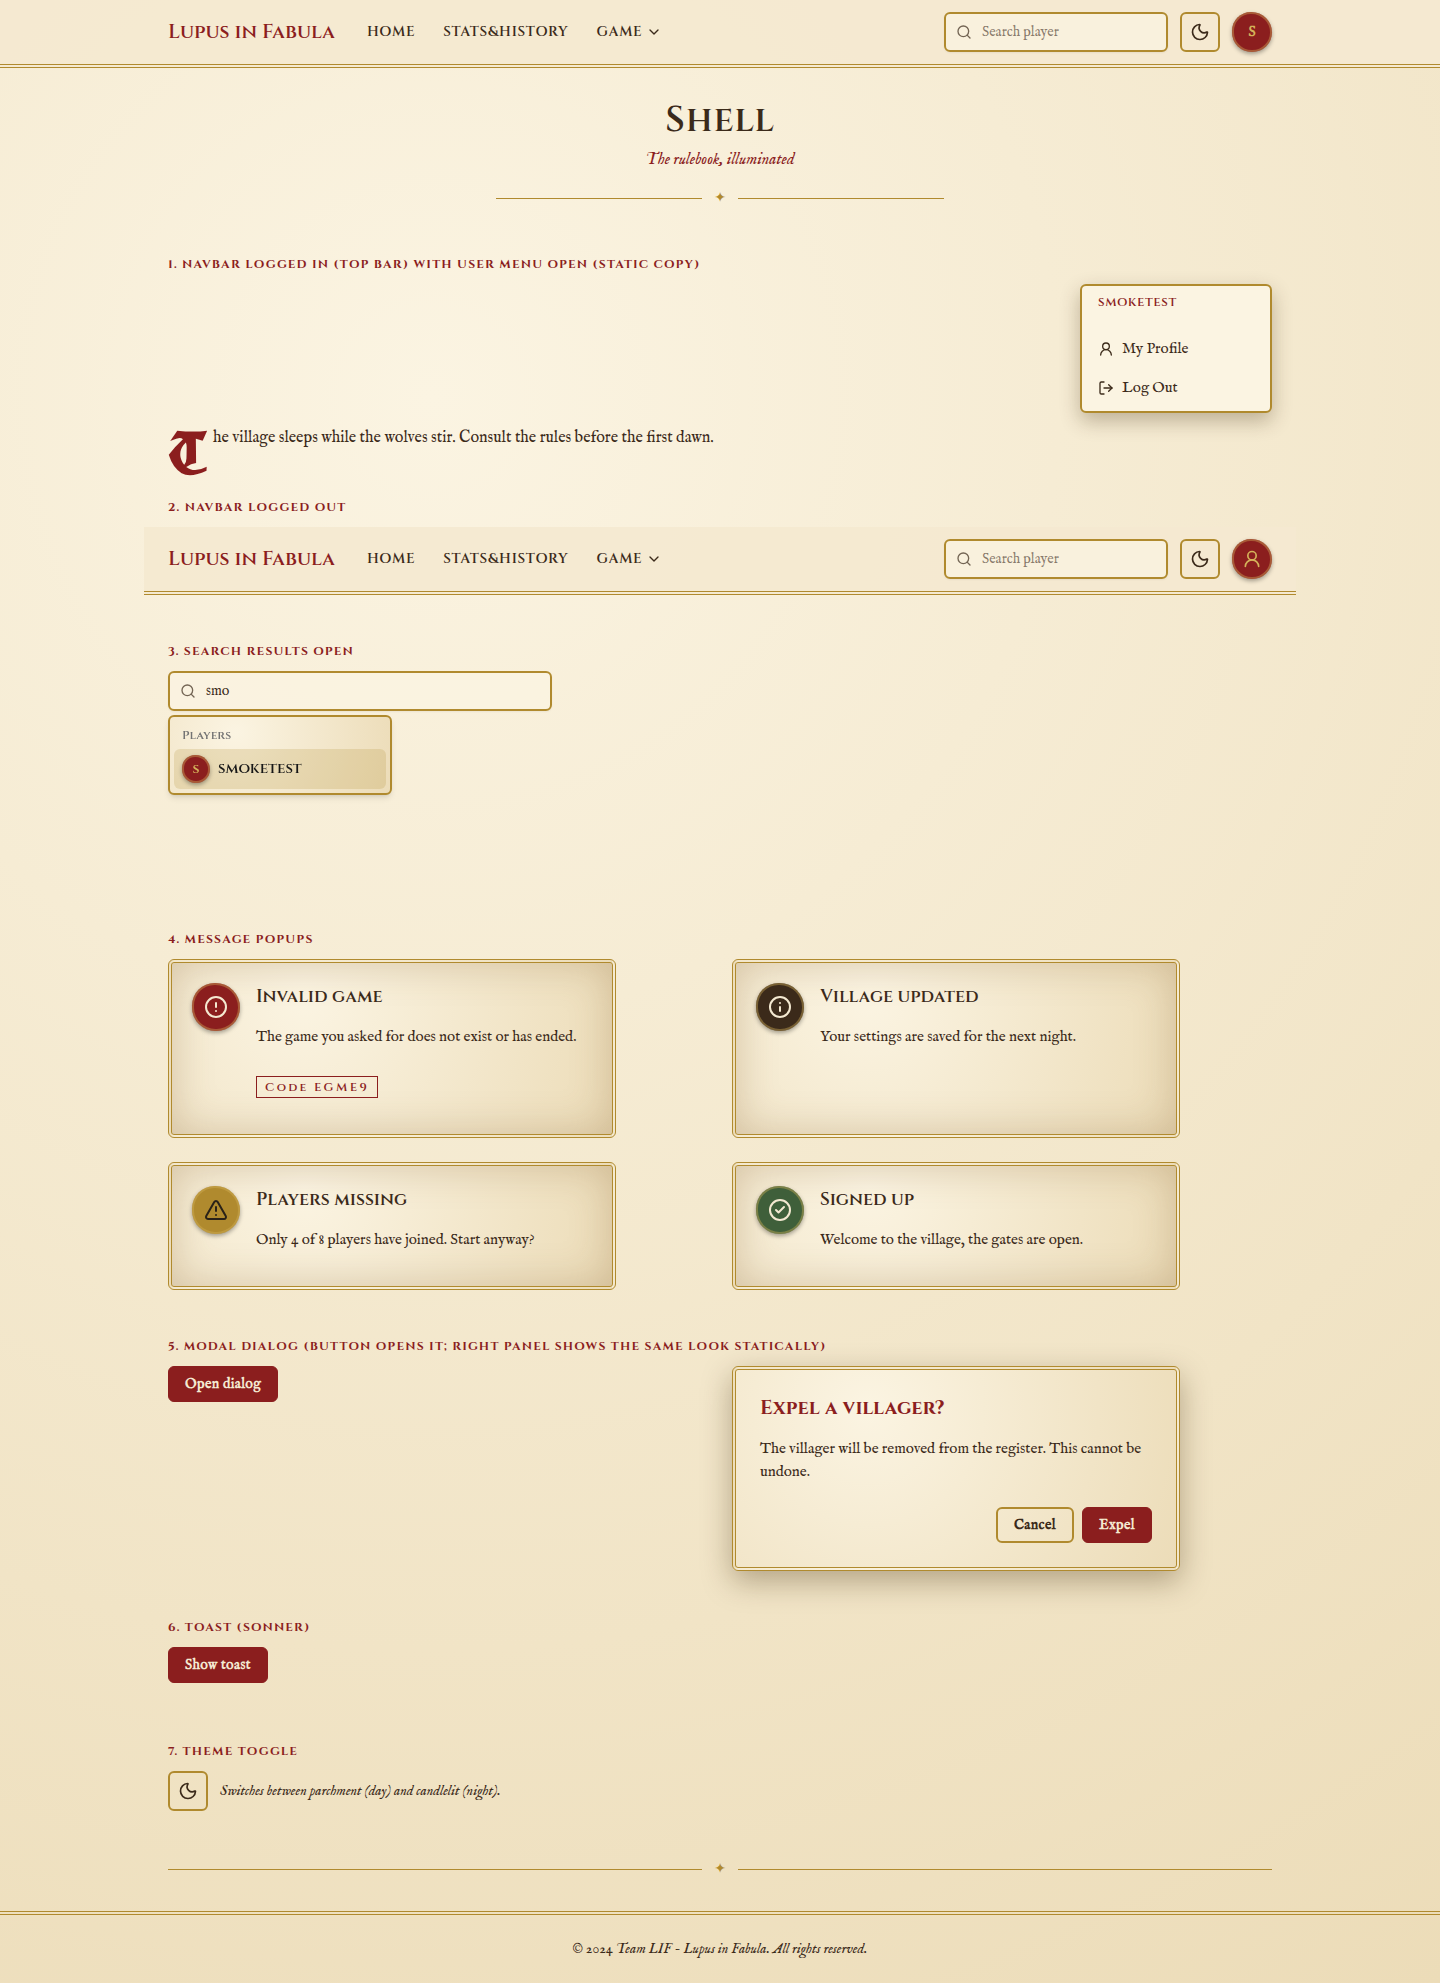 Lupus in Fabula HOME STATS&HISTORY GAME Search player S
Shell
The rulebook, illuminated
1. NAVBAR LOGGED IN (TOP BAR) WITH USER MENU OPEN (STATIC COPY)
SMOKETEST
My Profile
Log Out
The village sleeps while the wolves stir. Consult the rules before the first dawn.
2. NAVBAR LOGGED OUT
Lupus in Fabula HOME STATS&HISTORY GAME Search player
3. SEARCH RESULTS OPEN
smo
Players
S SMOKETEST
4. MESSAGE POPUPS
Invalid game
The game you asked for does not exist or has ended.
Code EGME9
Village updated
Your settings are saved for the next night.
Players missing
Only 4 of 8 players have joined. Start anyway?
Signed up
Welcome to the village, the gates are open.
5. MODAL DIALOG (BUTTON OPENS IT; RIGHT PANEL SHOWS THE SAME LOOK STATICALLY)
Open dialog
Expel a villager?
The villager will be removed from the register. This cannot be
undone.
Cancel Expel
6. TOAST (SONNER)
Show toast
7. THEME TOGGLE
Switches between parchment (day) and candlelit (night).
© 2024 Team LIF - Lupus in Fabula. All rights reserved.